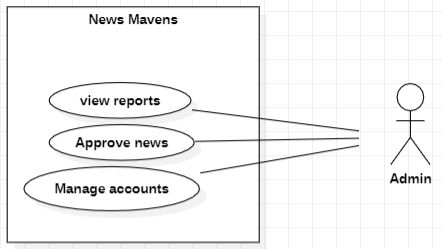 News Mavens
view reports
Approve news
Manage accounts
Admin